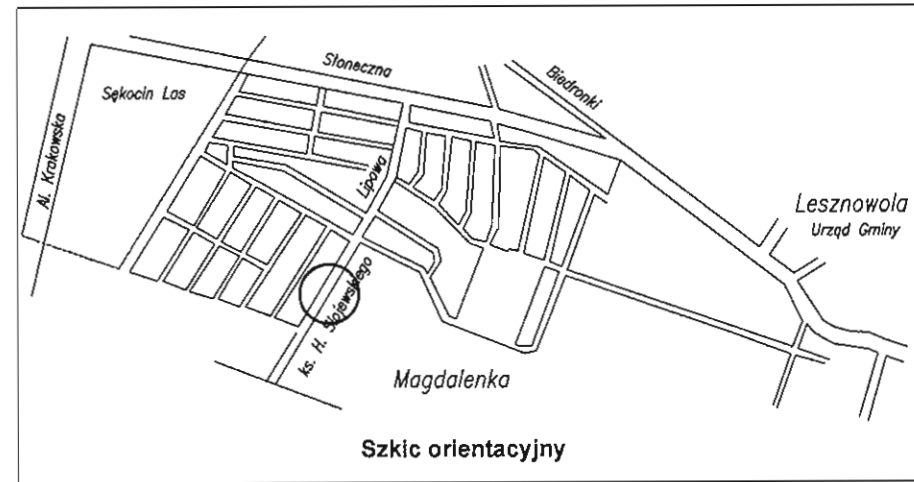 Słoneczna
Biedronki
Sękocin Las
Al. Krakowska
Lipowa
Lesznowola
Urząd Gminy
ks. H. Słojewskiego
Magdalenka
Szkic orientacyjny